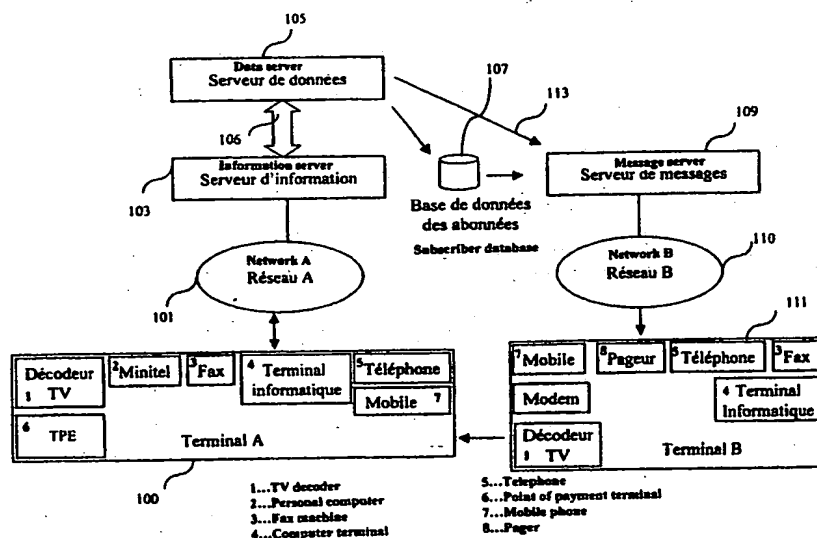 105
Data server
Serveur de données
107
113
106
109
Information server
Serveur d'information
103
Message server
Serveur de messages
Base de données
des abonnées
Subscriber database
Network A
Réseau A
101
Network B
Réseau B
110
111
Décodeur
1 TV
2 Minitel
3 Fax
4 Terminal
informatique
5 Téléphone
Mobile 7
6 TPE
Terminal A
100
7 Mobile
8 Pageur
5 Téléphone
3 Fax
Modem
4 Terminal
Informatique
Décodeur
1 TV
Terminal B
1...TV decoder
2...Personal computer
3...Fax machine
4...Computer terminal
5...Telephone
6...Point of payment terminal
7...Mobile phone
8...Pager